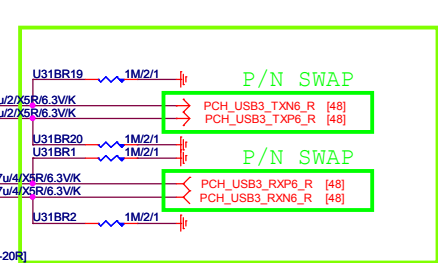 U31BR19 1M/2/1
P/N SWAP
u/2/X5R/6.3V/K
PCH_USB3_TXN6_R [48]
u/2/X5R/6.3V/K
PCH_USB3_TXP6_R [48]
U31BR20 1M/2/1
U31BR1 1M/2/1
P/N SWAP
7u/4/X5R/6.3V/K
PCH_USB3_RXP6_R [48]
7u/4/X5R/6.3V/K
PCH_USB3_RXN6_R [48]
U31BR2 1M/2/1
-20R]